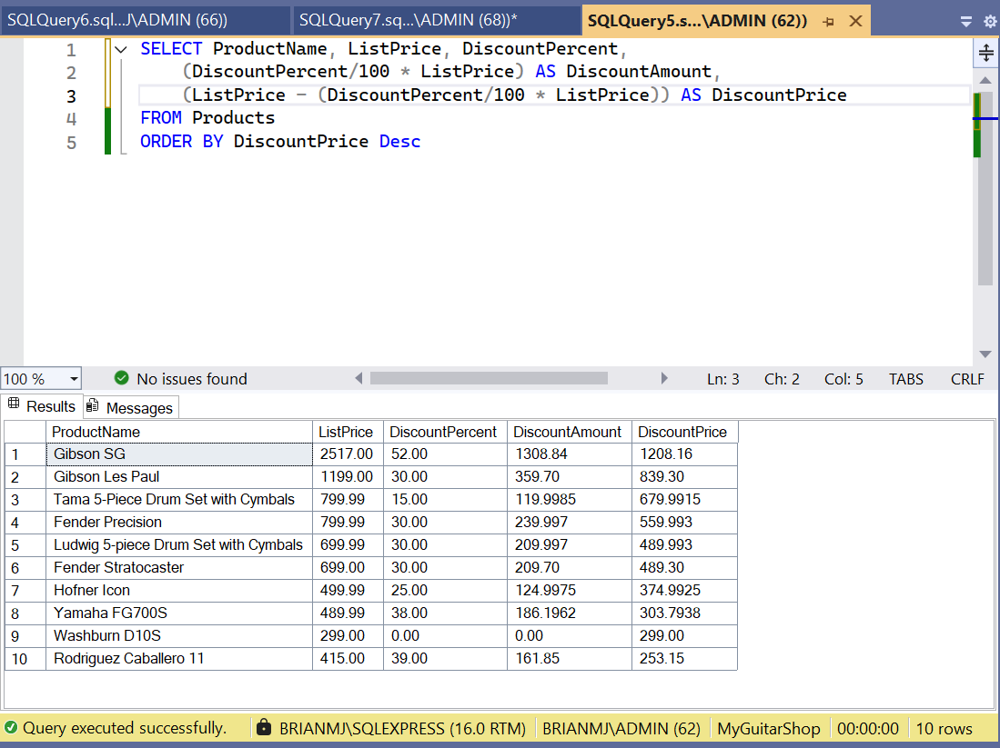 SQLQuery6.sql...J\ADMIN (66)) SQLQuery7.sq...\ADMIN (68))* SQLQuery5.s...\ADMIN (62))
1 SELECT ProductName, ListPrice, DiscountPercent,
2 (DiscountPercent/100 * ListPrice) AS DiscountAmount,
3 (ListPrice - (DiscountPercent/100 * ListPrice)) AS DiscountPrice
4 FROM Products
5 ORDER BY DiscountPrice Desc
100 % No issues found Ln: 3 Ch: 2 Col: 5 TABS CRLF
Results Messages
ProductName ListPrice DiscountPercent DiscountAmount DiscountPrice
1 Gibson SG 2517.00 52.00 1308.84 1208.16
2 Gibson Les Paul 1199.00 30.00 359.70 839.30
3 Tama 5-Piece Drum Set with Cymbals 799.99 15.00 119.9985 679.9915
4 Fender Precision 799.99 30.00 239.997 559.993
5 Ludwig 5-piece Drum Set with Cymbals 699.99 30.00 209.997 489.993
6 Fender Stratocaster 699.00 30.00 209.70 489.30
7 Hofner Icon 499.99 25.00 124.9975 374.9925
8 Yamaha FG700S 489.99 38.00 186.1962 303.7938
9 Washburn D10S 299.00 0.00 0.00 299.00
10 Rodriguez Caballero 11 415.00 39.00 161.85 253.15
Query executed successfully. BRIANMJ\SQLEXPRESS (16.0 RTM) BRIANMJ\ADMIN (62) MyGuitarShop 00:00:00 10 rows